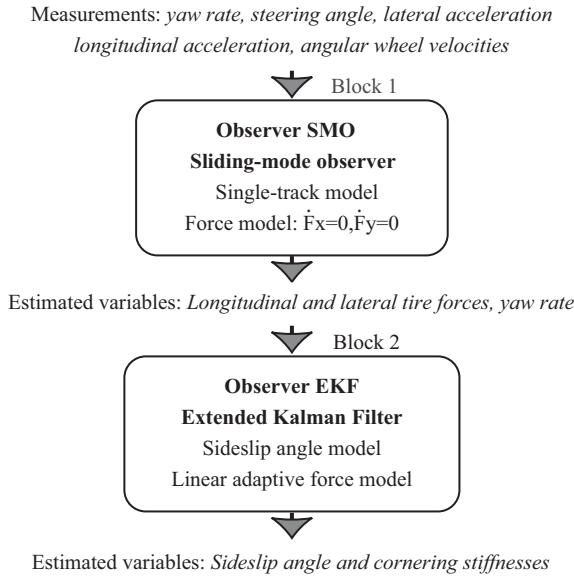 Measurements: yaw rate, steering angle, lateral acceleration
longitudinal acceleration, angular wheel velocities
Block 1
Observer SMO
Sliding-mode observer
Single-track model
Force model: Ḟx=0,Ḟy=0
Estimated variables: Longitudinal and lateral tire forces, yaw rate
Block 2
Observer EKF
Extended Kalman Filter
Sideslip angle model
Linear adaptive force model
Estimated variables: Sideslip angle and cornering stiffnesses